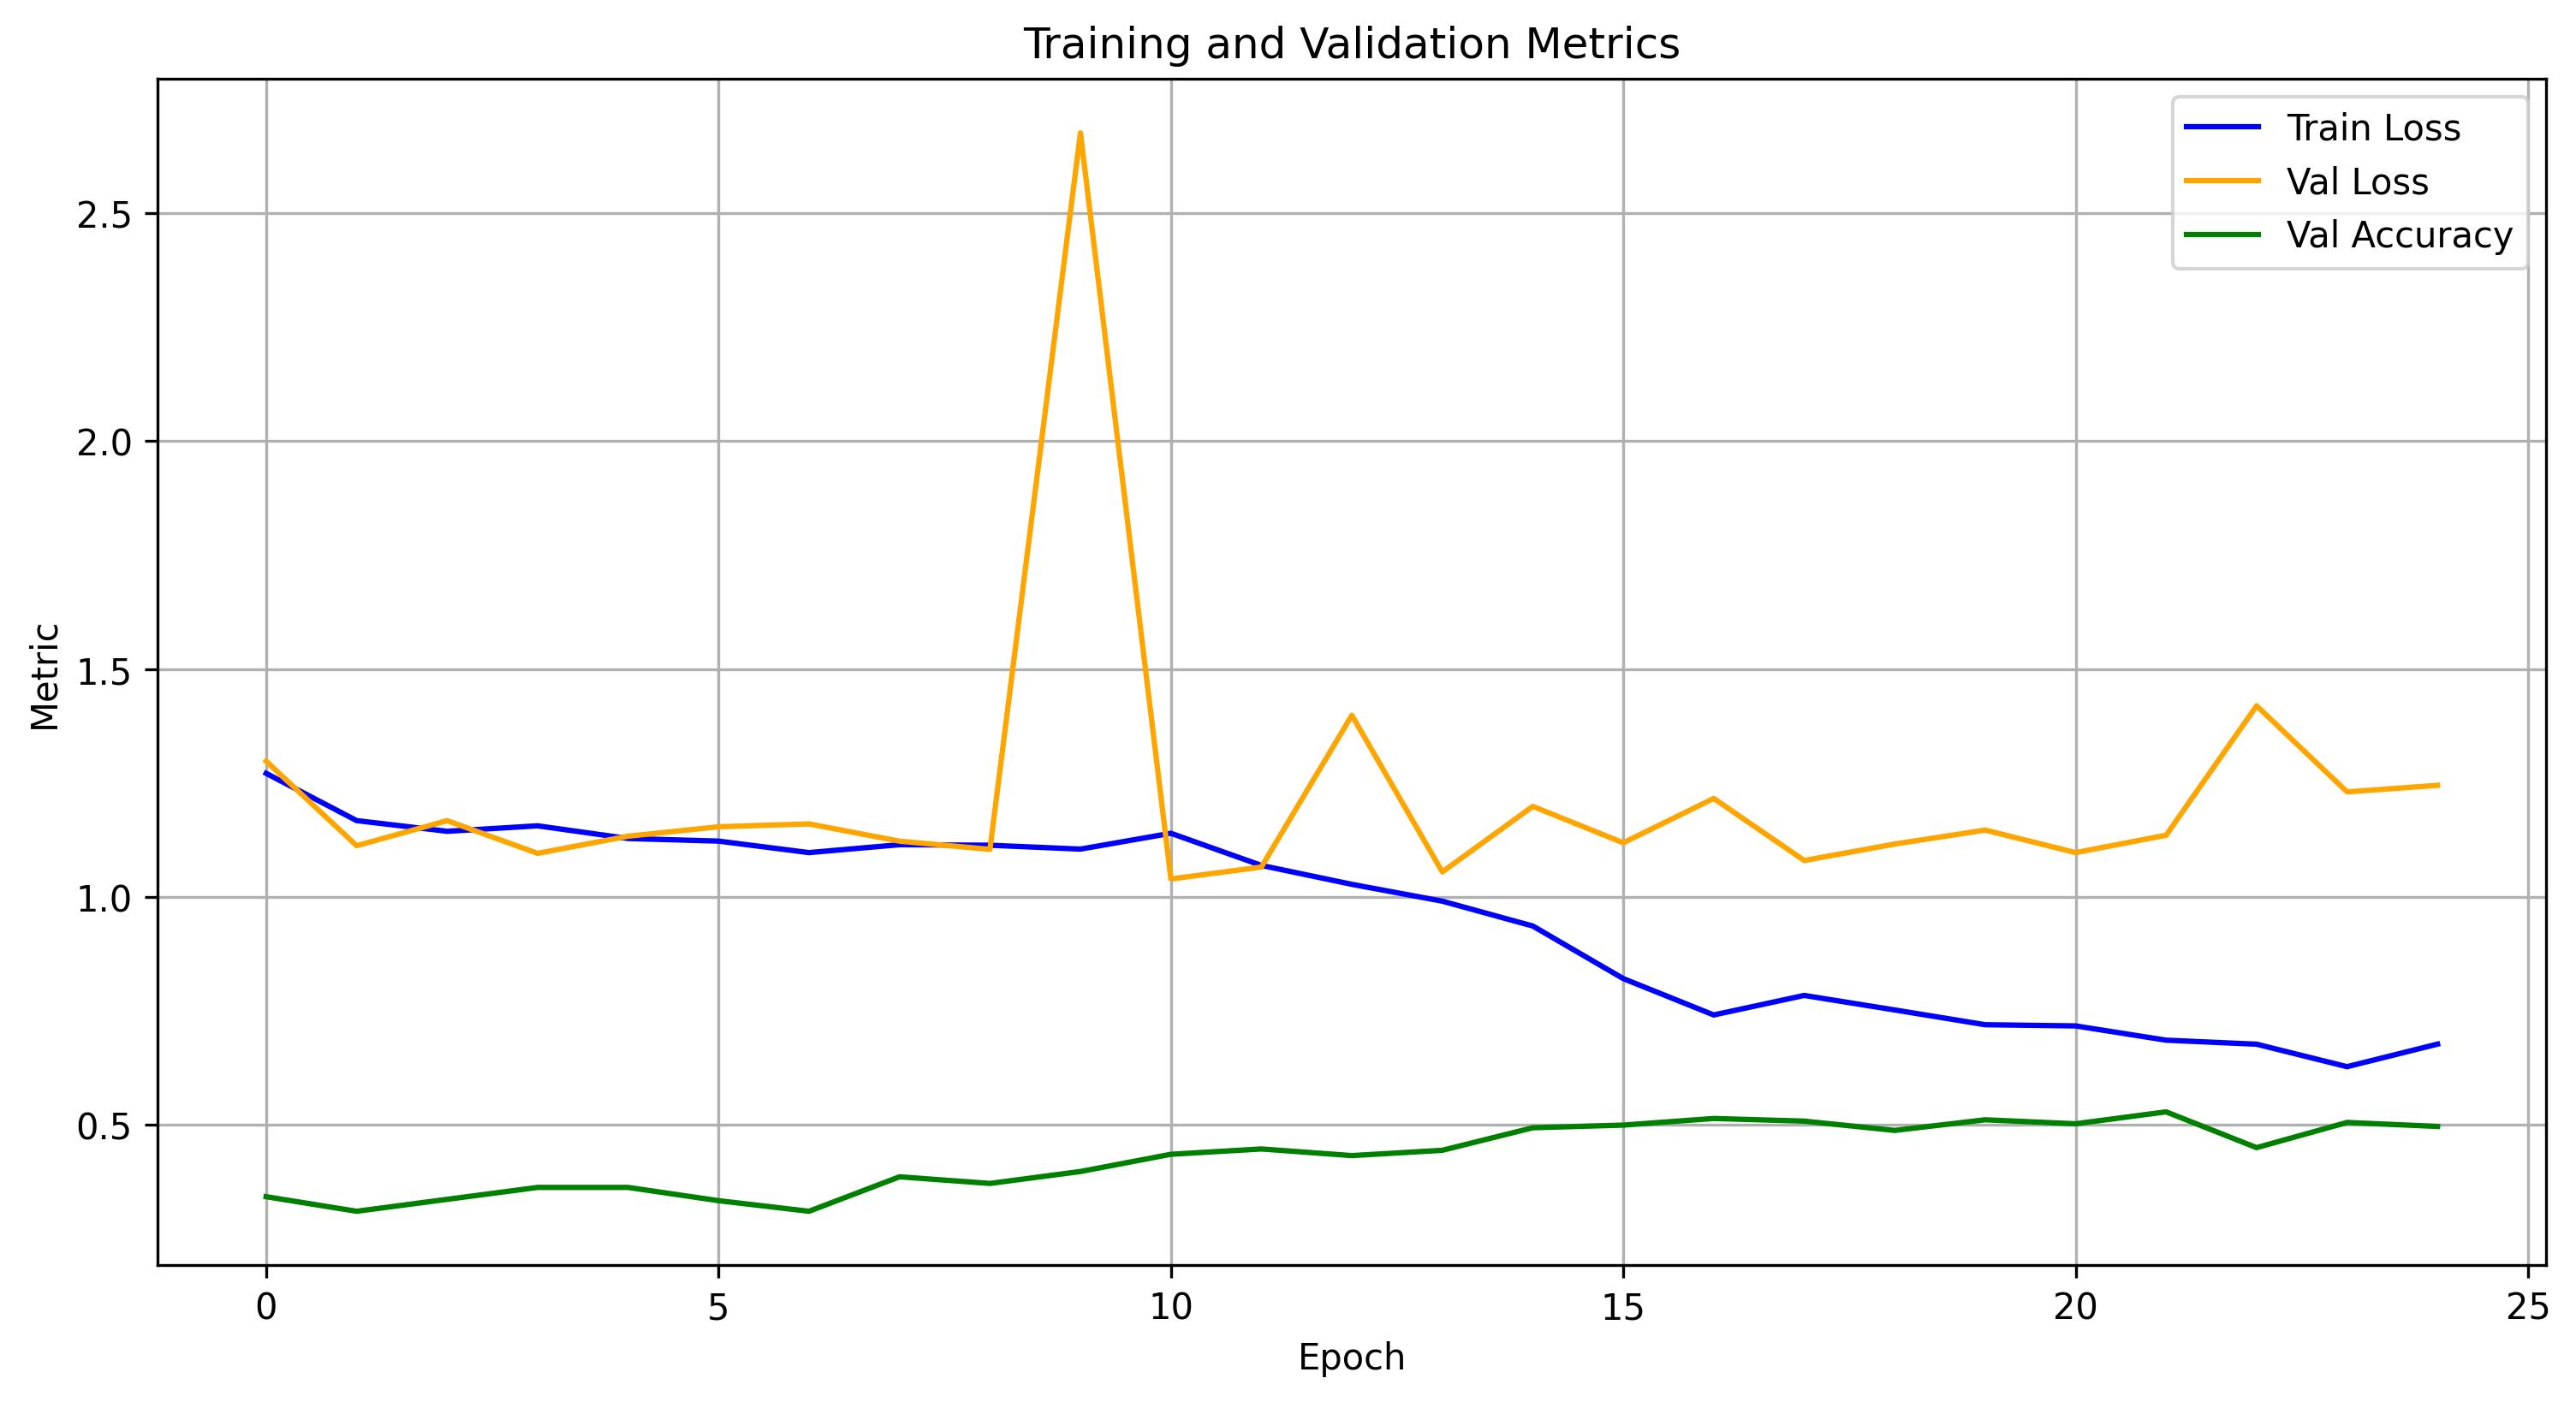 Training and Validation Metrics
Train Loss
Val Loss
Val Accuracy
2.5
2.0
1.5
1.0
0.5
Metric
0 5 10 15 20 25
Epoch